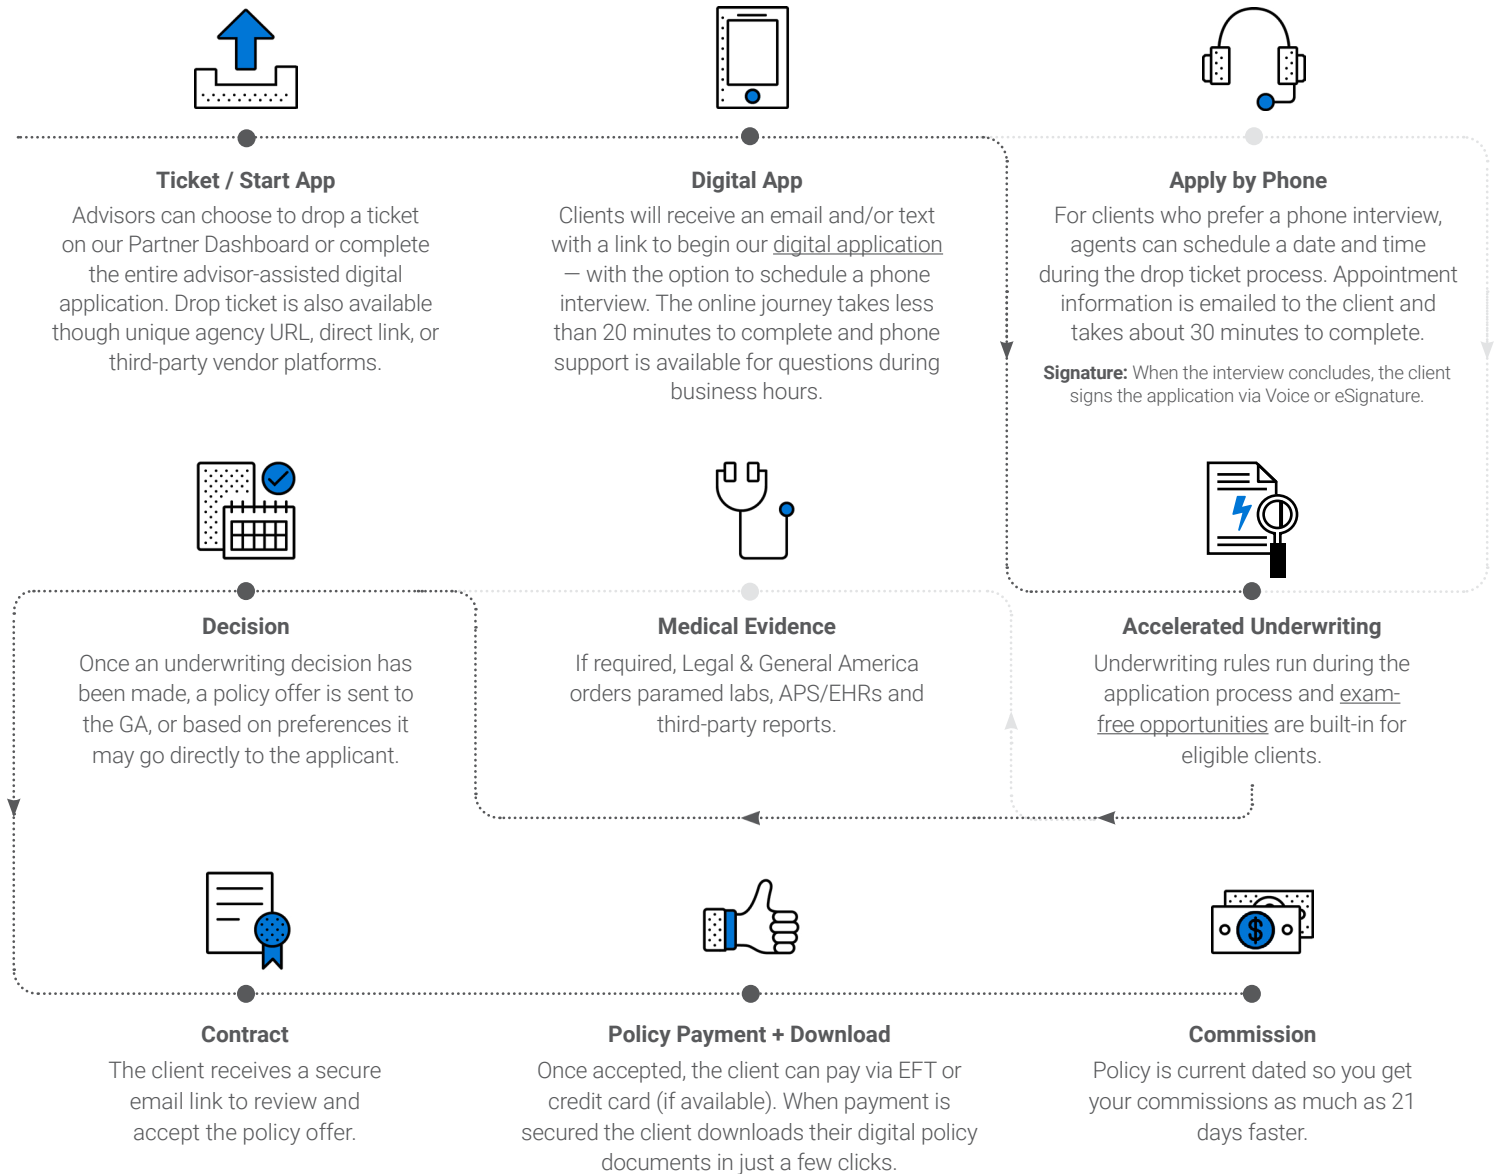 Ticket / Start App
Advisors can choose to drop a ticket
on our Partner Dashboard or complete
the entire advisor-assisted digital
application. Drop ticket is also available
though unique agency URL, direct link, or
third-party vendor platforms.
Digital App
Clients will receive an email and/or text
with a link to begin our digital application
— with the option to schedule a phone
interview. The online journey takes less
than 20 minutes to complete and phone
support is available for questions during
business hours.
Apply by Phone
For clients who prefer a phone interview,
agents can schedule a date and time
during the drop ticket process. Appointment
information is emailed to the client and
takes about 30 minutes to complete.
Signature: When the interview concludes, the client
signs the application via Voice or eSignature.
Decision
Once an underwriting decision has
been made, a policy offer is sent to
the GA, or based on preferences it
may go directly to the applicant.
Medical Evidence
If required, Legal & General America
orders paramed labs, APS/EHRs and
third-party reports.
Accelerated Underwriting
Underwriting rules run during the
application process and exam-
free opportunities are built-in for
eligible clients.
Contract
The client receives a secure
email link to review and
accept the policy offer.
Policy Payment + Download
Once accepted, the client can pay via EFT or
credit card (if available). When payment is
secured the client downloads their digital policy
documents in just a few clicks.
$
Commission
Policy is current dated so you get
your commissions as much as 21
days faster.